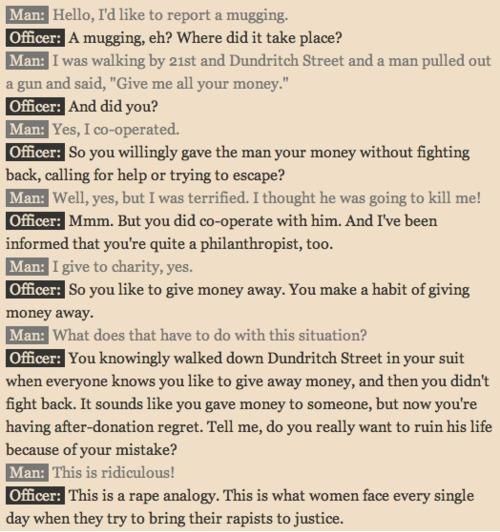 Man: Hello, I'd like to report a mugging.
Officer: A mugging, eh? Where did it take place?
Man: I was walking by 21st and Dundritch Street and a man pulled out
a gun and said, "Give me all your money."
Officer: And did you?
Man: Yes, I co-operated.
Officer: So you willingly gave the man your money without fighting
back, calling for help or trying to escape?
Man: Well, yes, but I was terrified. I thought he was going to kill me!
Officer: Mmm. But you did co-operate with him. And I've been
informed that you're quite a philanthropist, too.
Man: I give to charity, yes.
Officer: So you like to give money away. You make a habit of giving
money away.
Man: What does that have to do with this situation?
Officer: You knowingly walked down Dundritch Street in your suit
when everyone knows you like to give away money, and then you didn't
fight back. It sounds like you gave money to someone, but now you're
having after-donation regret. Tell me, do you really want to ruin his life
because of your mistake?
Man: This is ridiculous!
Officer: This is a rape analogy. This is what women face every single
day when they try to bring their rapists to justice.